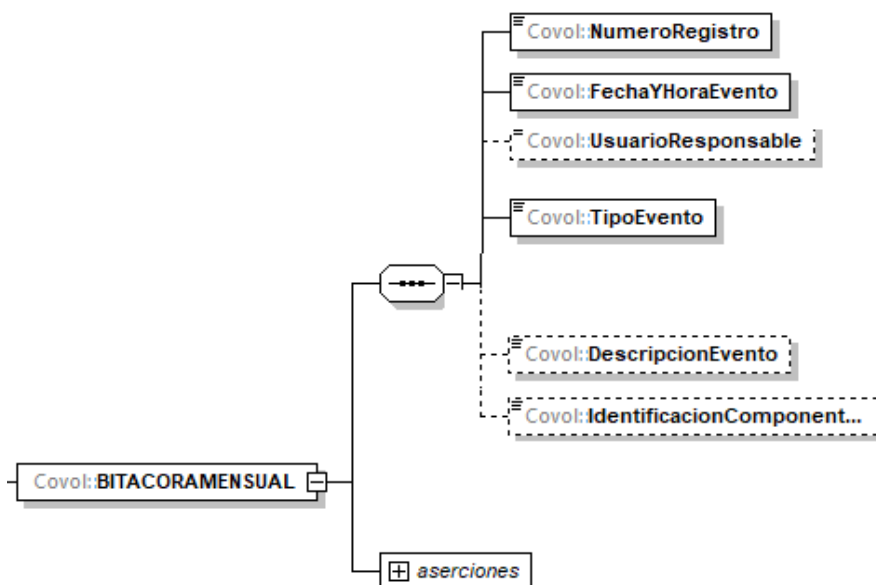 Covol::NumeroRegistro
Covol::FechaYHoraEvento
Covol::UsuarioResponsable
Covol::TipoEvento
Covol::DescripcionEvento
Covol::IdentificacionComponent...
Covol::BITACORAMENSUAL
aserciones